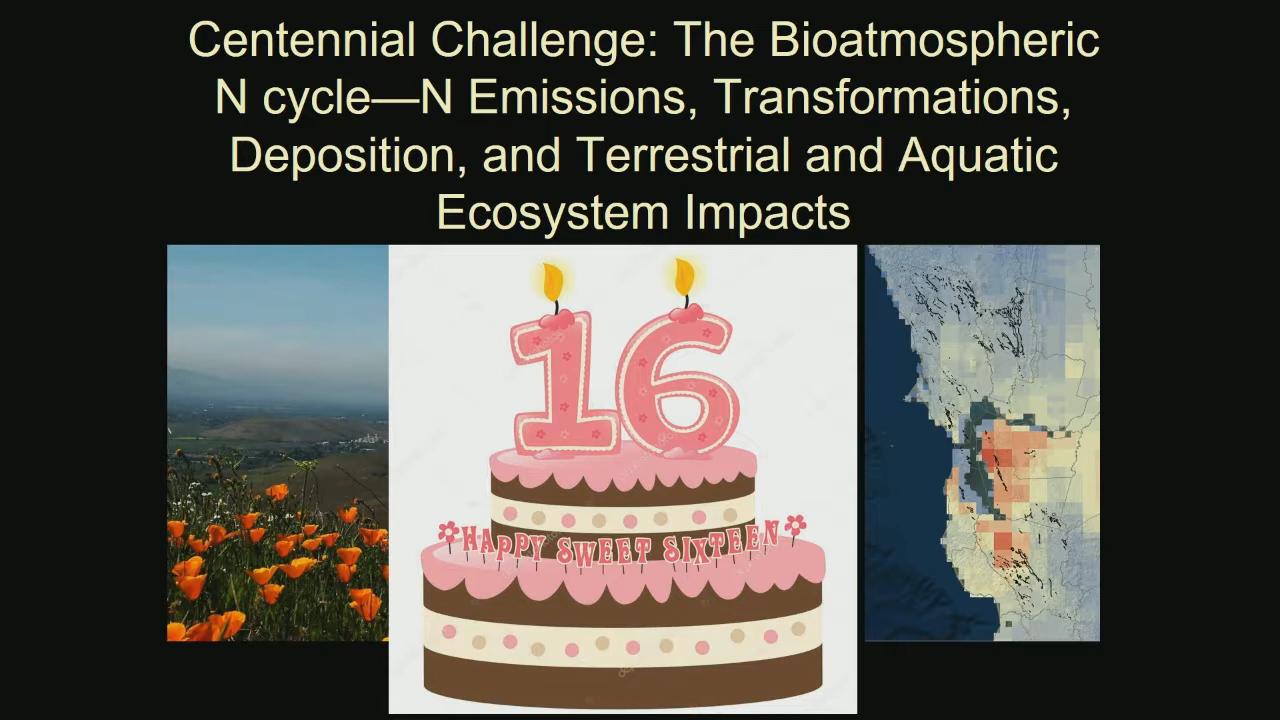 Centennial Challenge: The Bioatmospheric
N cycle—N Emissions, Transformations,
Deposition, and Terrestrial and Aquatic
Ecosystem Impacts
16
HAPPY SWEET SIXTEEN